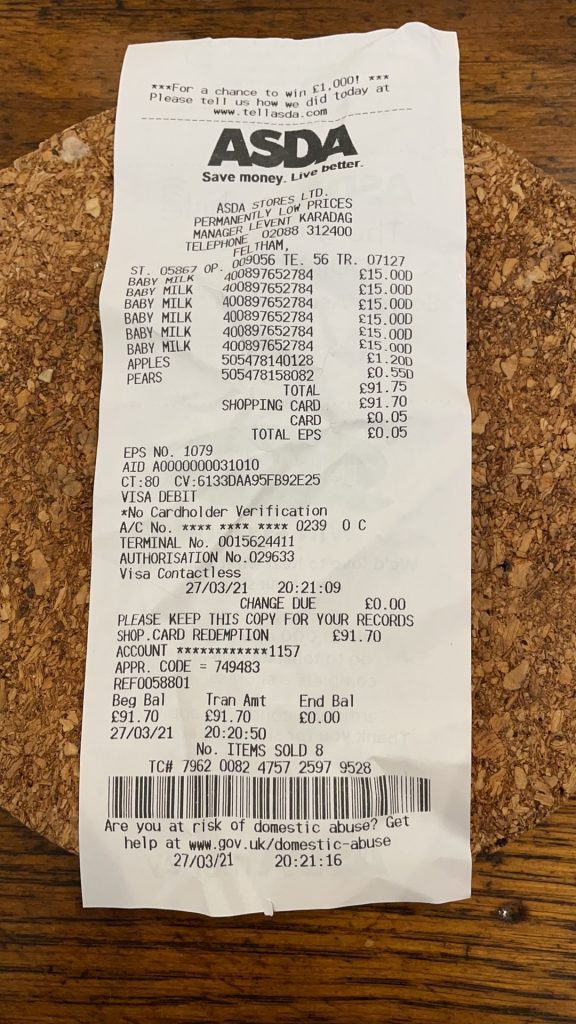 ***For a chance to win £1,000! ***
Please tell us how we did today at
www.tellasda.com
ASDA
Save money. Live better.
ASDA STORES LTD.
PERMANENTLY LOW PRICES
MANAGER LEVENT KARADAG
TELEPHONE 02088 312400
FELTHAM,
ST. 05867 OP. 009056 TE. 56 TR. 07127
BABY MILK 400897652784 £15.00D
BABY MILK 400897652784 £15.00D
BABY MILK 400897652784 £15.00D
BABY MILK 400897652784 £15.00D
BABY MILK 400897652784 £15.00D
BABY MILK 400897652784 £15.00D
APPLES 505478140128 £1.20D
PEARS 505478158082 £0.55D
TOTAL £91.75
SHOPPING CARD £91.70
CARD £0.05
TOTAL EPS £0.05
EPS NO. 1079
AID A0000000031010
CT:80 CV:6133DAA95FB92E25
VISA DEBIT
*No Cardholder Verification
A/C No. **** **** **** 0239 0 C
TERMINAL No. 0015624411
AUTHORISATION No.029633
Visa Contactless
27/03/21 20:21:09
CHANGE DUE £0.00
PLEASE KEEP THIS COPY FOR YOUR RECORDS
SHOP.CARD REDEMPTION £91.70
ACCOUNT ************1157
APPR. CODE = 749483
REF0058801
Beg Bal Tran Amt End Bal
£91.70 £91.70 £0.00
27/03/21 20:20:50
No. ITEMS SOLD 8
TC# 7962 0082 4757 2597 9528
Are you at risk of domestic abuse? Get
help at www.gov.uk/domestic-abuse
27/03/21 20:21:16